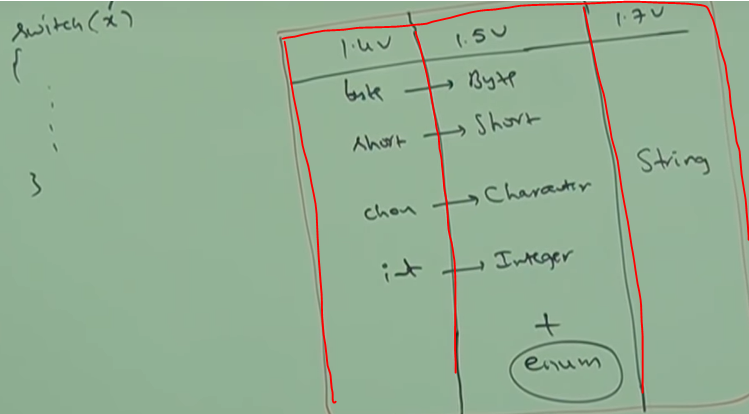 switch(x)
{
}
1.4V 1.5V 1.7V
byte → Byte
short → Short
String
char → Character
int → Integer
+
enum